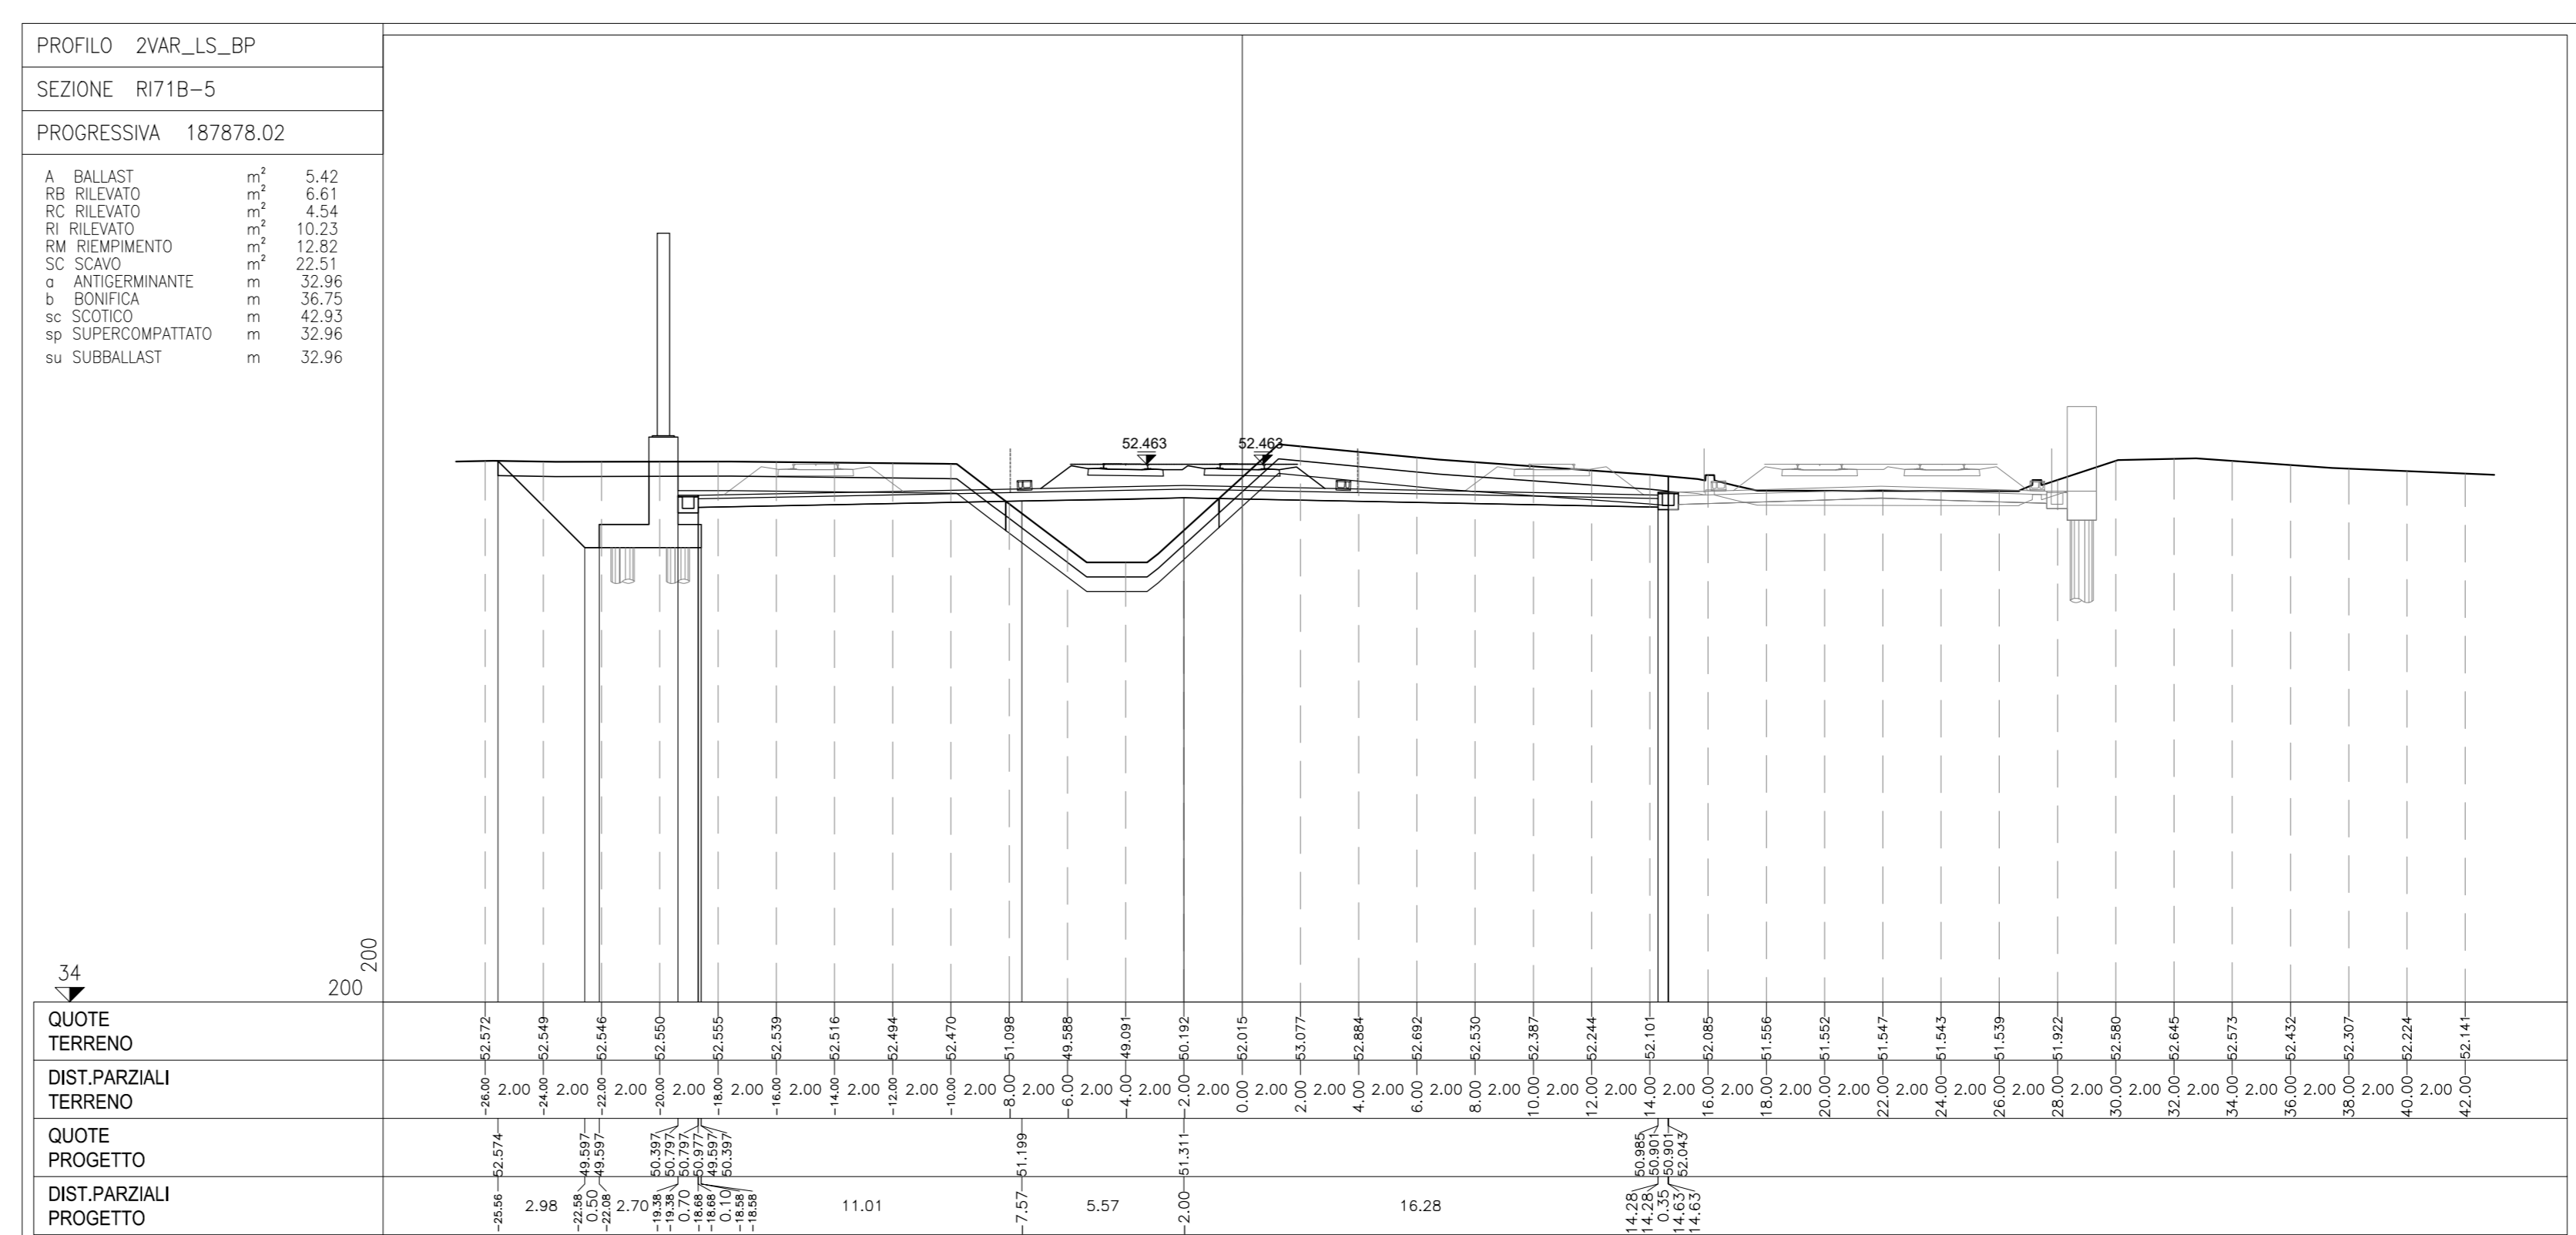 PROFILO 2VAR_LS_BP
SEZIONE RI71B-5
PROGRESSIVA 187878.02
A BALLAST m² 5.42
RB RILEVATO m² 6.61
RC RILEVATO m² 4.54
RI RILEVATO m² 10.23
RM RIEMPIMENTO m² 12.82
SC SCAVO m² 22.51
a ANTIGERMINANTE m 32.96
b BONIFICA m 36.75
sc SCOTICO m 42.93
sp SUPERCOMPATTATO m 32.96
su SUBBALLAST m 32.96
52.463 52.463
200
34
200
QUOTE
TERRENO
52.572 52.549 52.546 52.550 52.555 52.539 52.516 52.494 52.470 51.098 49.588 49.091 50.192 52.015 53.077 52.884 52.692 52.530 52.387 52.244 52.101 52.085 51.556 51.552 51.547 51.543 51.539 51.922 52.580 52.645 52.573 52.432 52.307 52.224 52.141
DIST.PARZIALI
TERRENO
-26.00 2.00 -24.00 2.00 -22.00 2.00 -20.00 2.00 -18.00 2.00 -16.00 2.00 -14.00 2.00 -12.00 2.00 -10.00 2.00 -8.00 2.00 -6.00 2.00 -4.00 2.00 -2.00 2.00 0.00 2.00 2.00 2.00 4.00 2.00 6.00 2.00 8.00 2.00 10.00 2.00 12.00 2.00 14.00 2.00 16.00 2.00 18.00 2.00 20.00 2.00 22.00 2.00 24.00 2.00 26.00 2.00 28.00 2.00 30.00 2.00 32.00 2.00 34.00 2.00 36.00 2.00 38.00 2.00 40.00 2.00 42.00
QUOTE
PROGETTO
52.574 49.597 49.597 50.397 50.797 50.797 50.977 49.597 50.397 51.199 51.311 50.985 50.901 50.901 52.043
DIST.PARZIALI
PROGETTO
-25.56 2.98 -22.58 0.50 -22.08 2.70 -19.38 -19.38 0.70 -18.68 -18.68 0.10 -18.58 -18.58 11.01 -7.57 5.57 -2.00 16.28 14.28 14.28 0.35 14.63 14.63